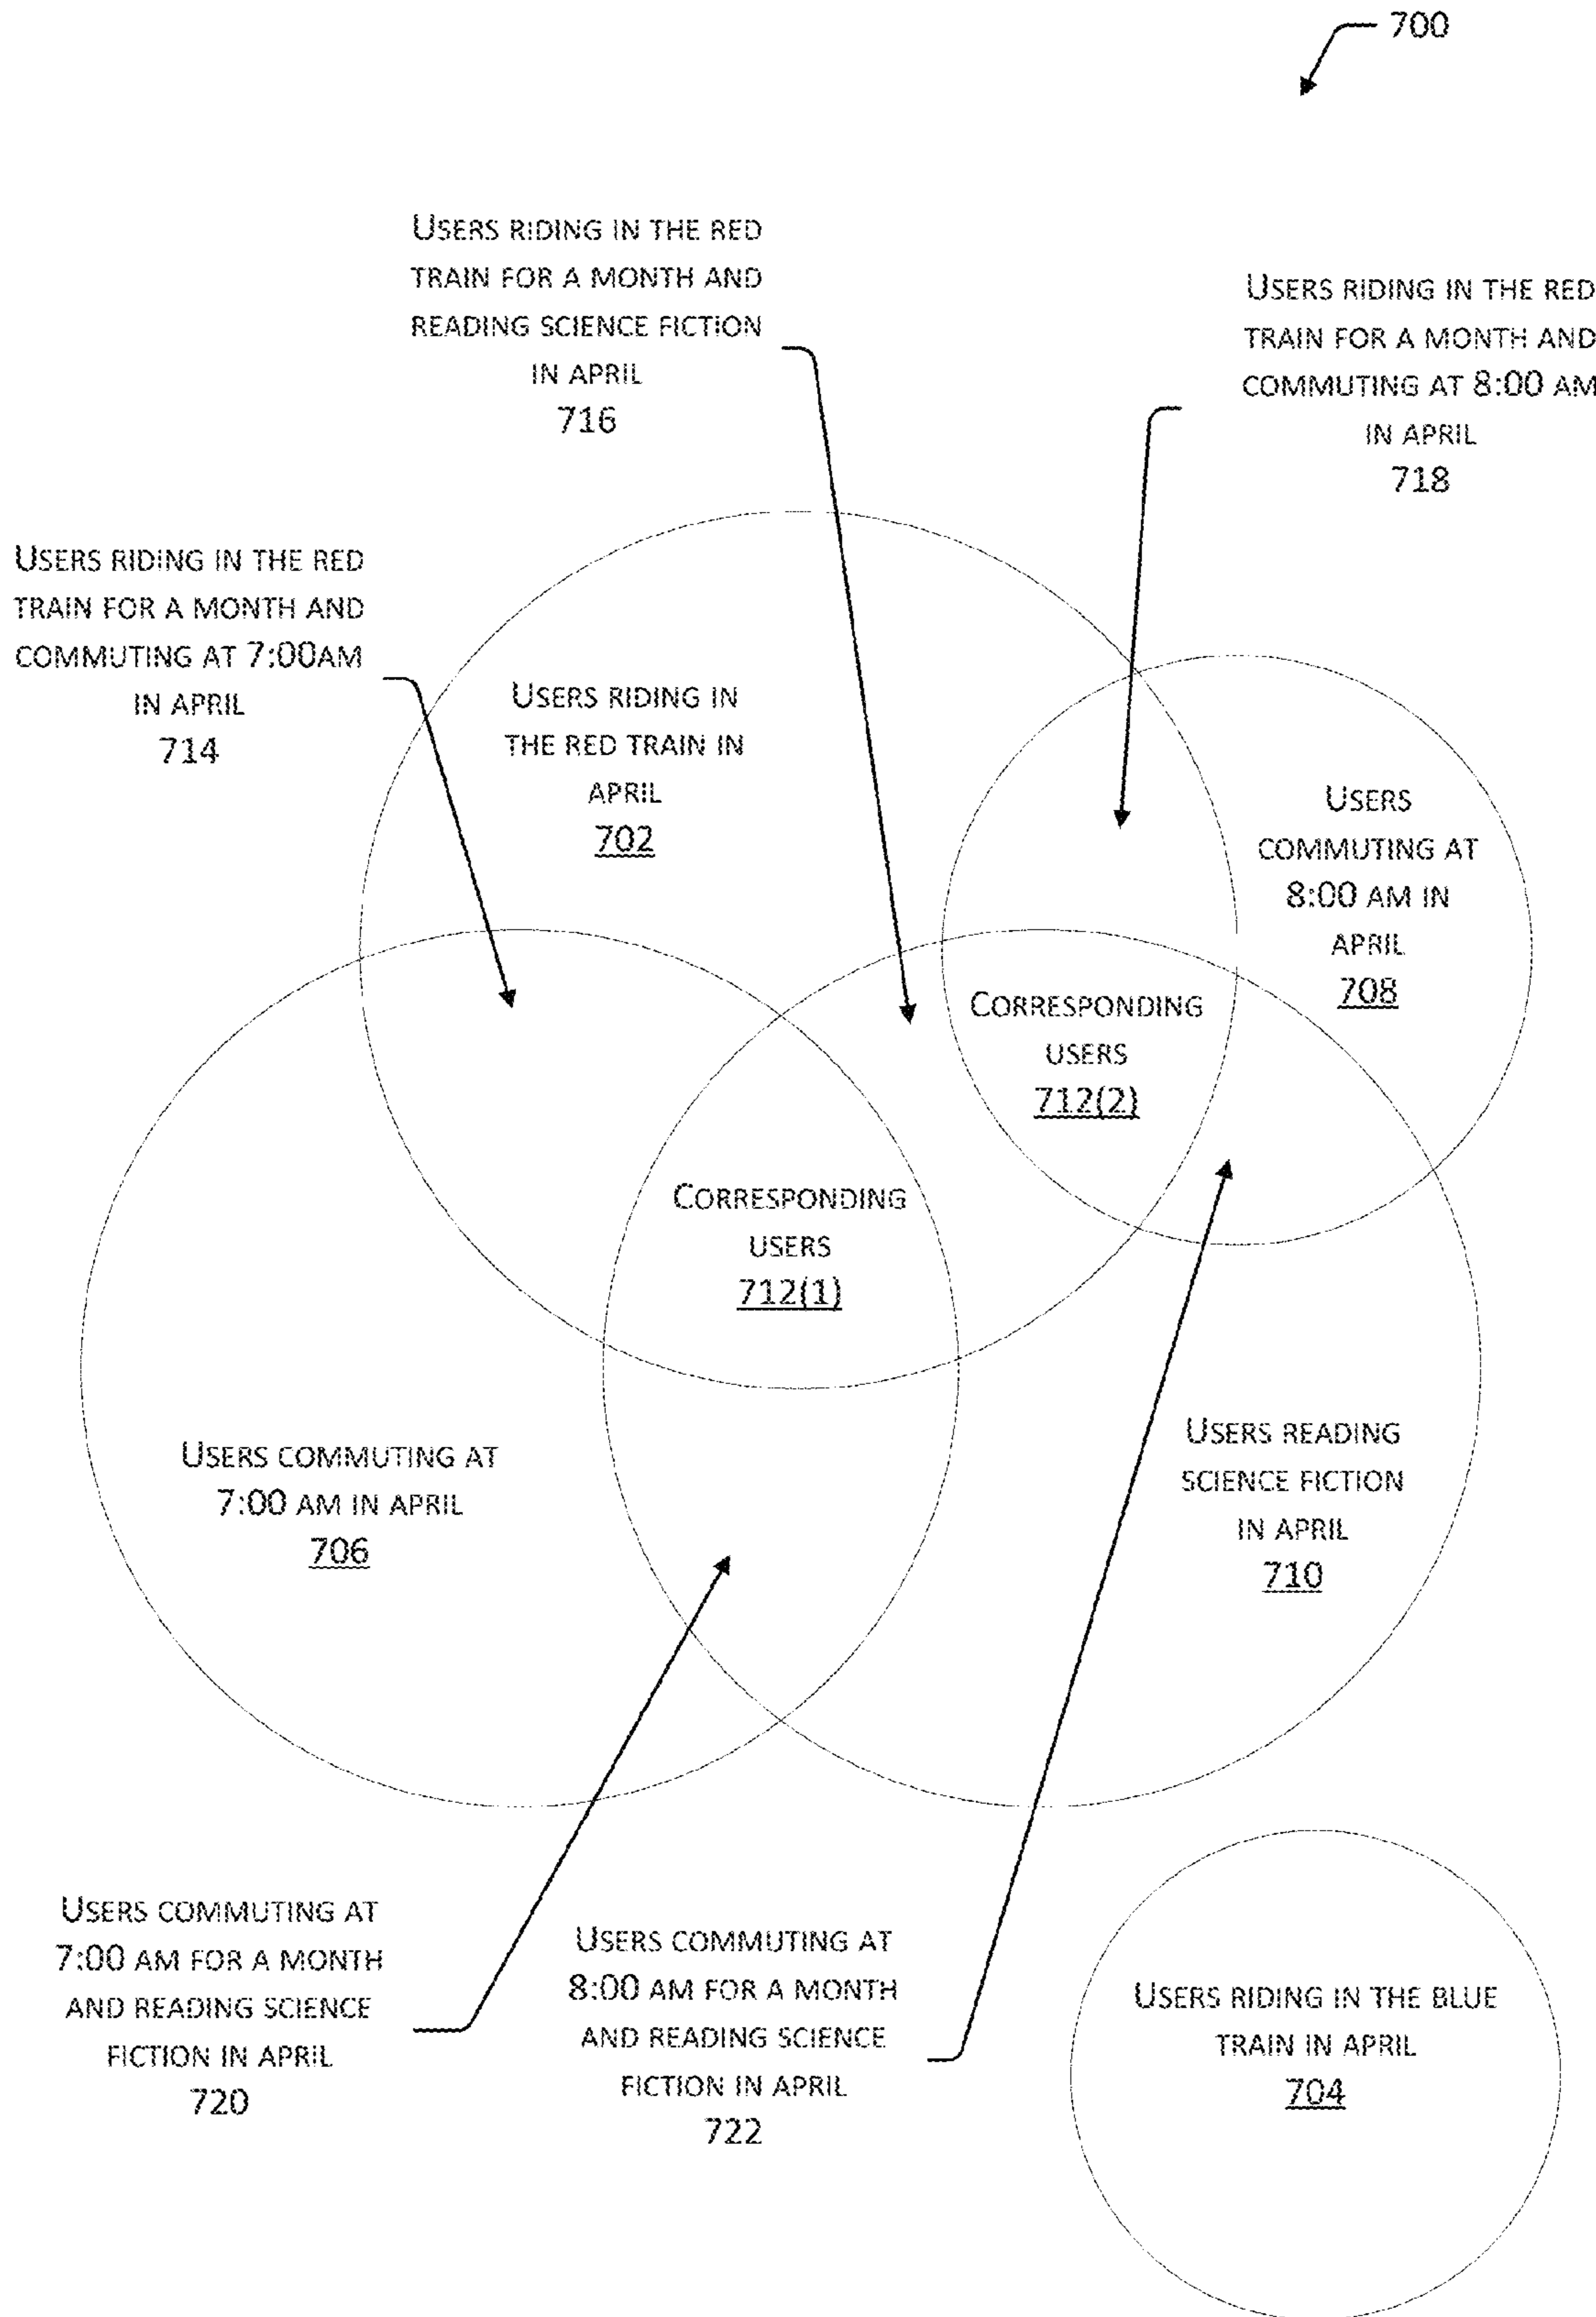 700
USERS RIDING IN THE RED
TRAIN FOR A MONTH AND
READING SCIENCE FICTION
IN APRIL
716
USERS RIDING IN THE RED
TRAIN FOR A MONTH AND
COMMUTING AT 8:00 AM
IN APRIL
718
USERS RIDING IN THE RED
TRAIN FOR A MONTH AND
COMMUTING AT 7:00AM
IN APRIL
714
USERS RIDING IN
THE RED TRAIN IN
APRIL
702
USERS
COMMUTING AT
8:00 AM IN
APRIL
708
CORRESPONDING
USERS
712(2)
CORRESPONDING
USERS
712(1)
USERS COMMUTING AT
7:00 AM IN APRIL
706
USERS READING
SCIENCE FICTION
IN APRIL
710
USERS COMMUTING AT
7:00 AM FOR A MONTH
AND READING SCIENCE
FICTION IN APRIL
720
USERS COMMUTING AT
8:00 AM FOR A MONTH
AND READING SCIENCE
FICTION IN APRIL
722
USERS RIDING IN THE BLUE
TRAIN IN APRIL
704